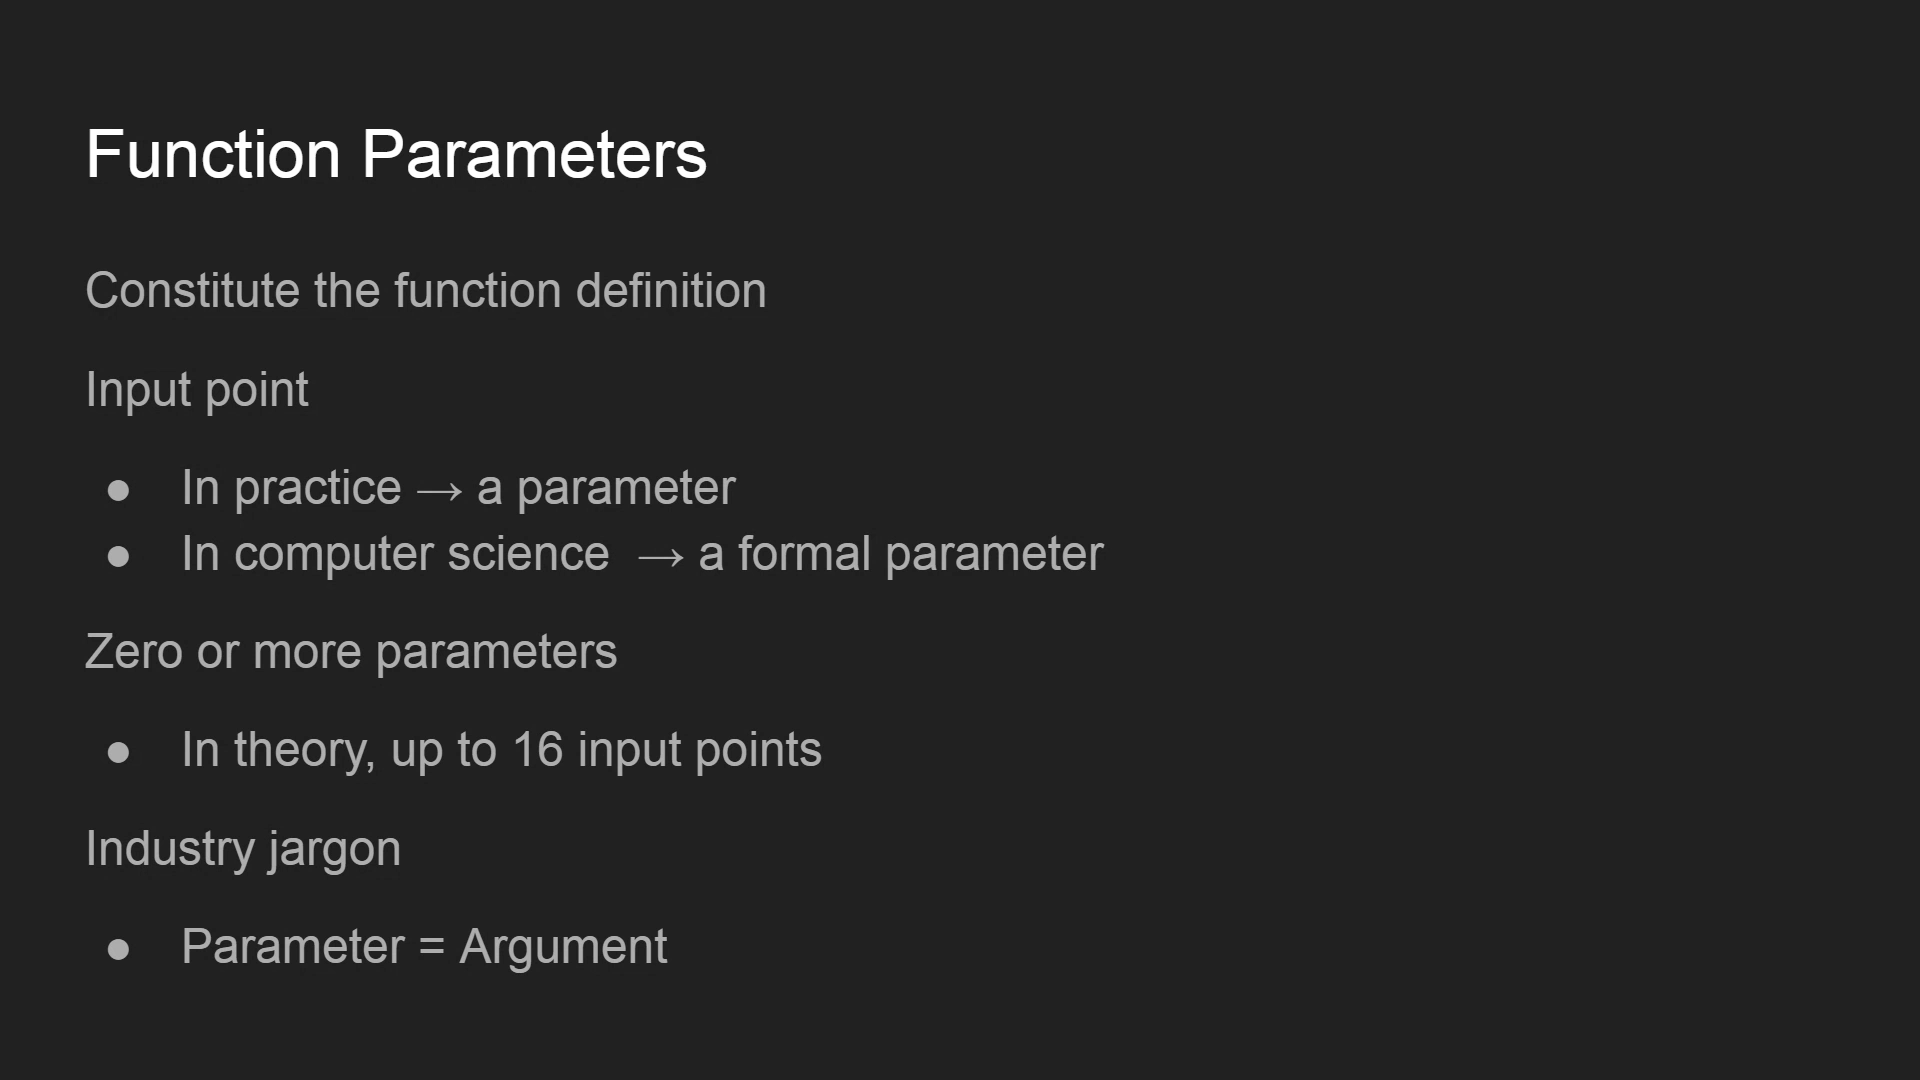 Function Parameters
Constitute the function definition
Input point
● In practice → a parameter
● In computer science → a formal parameter
Zero or more parameters
● In theory, up to 16 input points
Industry jargon
● Parameter = Argument